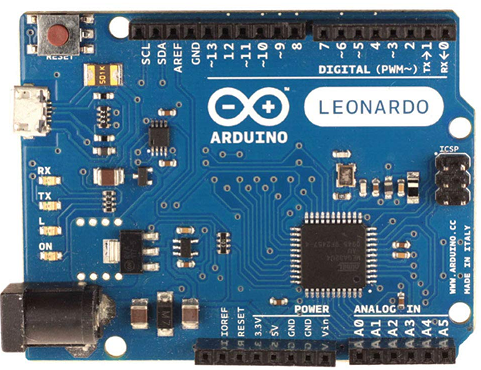 RESET
501K
SCL
SDA
AREF
GND
~13
12
~11
~10
~9
8
7
~6
~5
4
~3
2
TX→1
RX←0
DIGITAL (PWM~)
ARDUINO
LEONARDO
ICSP
RX
TX
L
ON
WWW.ARDUINO.CC
MADE IN ITALY
POWER
ANALOG IN
IOREF
RESET
3.3V
5V
GND
GND
Vin
A0
A1
A2
A3
A4
A5